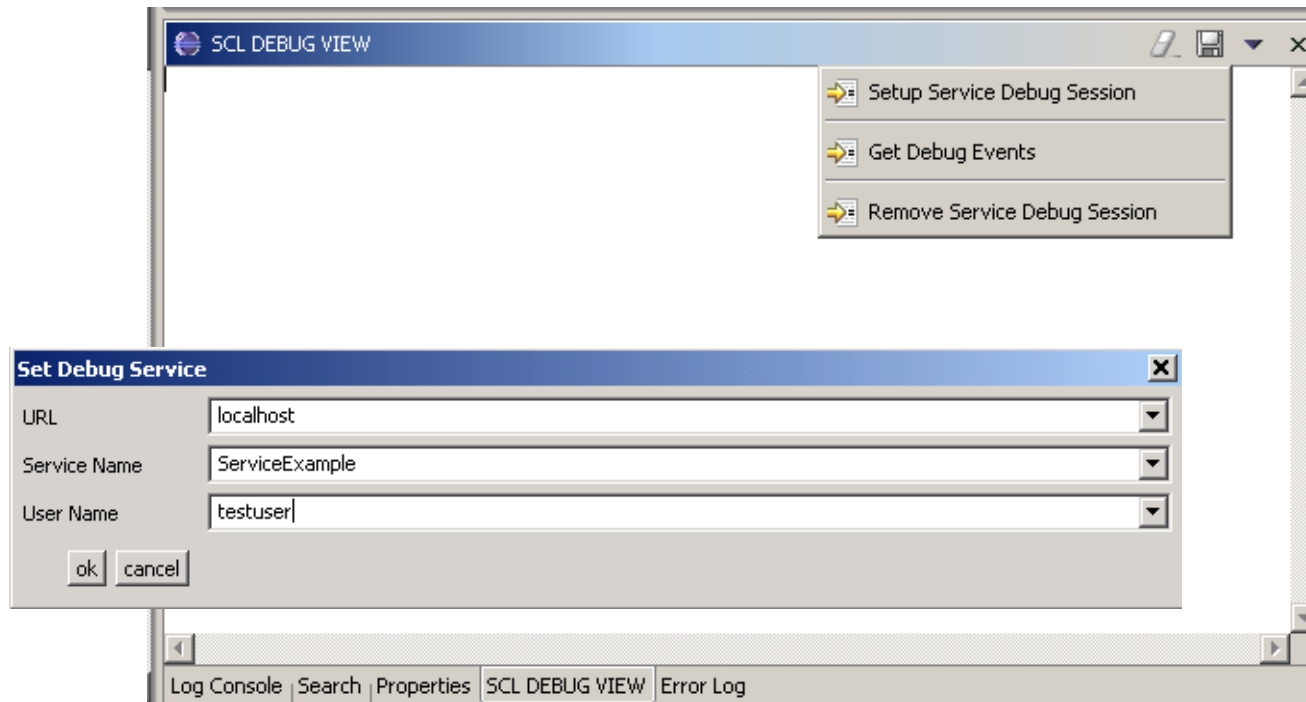 SCL DEBUG VIEW
Setup Service Debug Session
Get Debug Events
Remove Service Debug Session
Set Debug Service
URL localhost
Service Name ServiceExample
User Name testuser
ok cancel
Log Console Search Properties SCL DEBUG VIEW Error Log